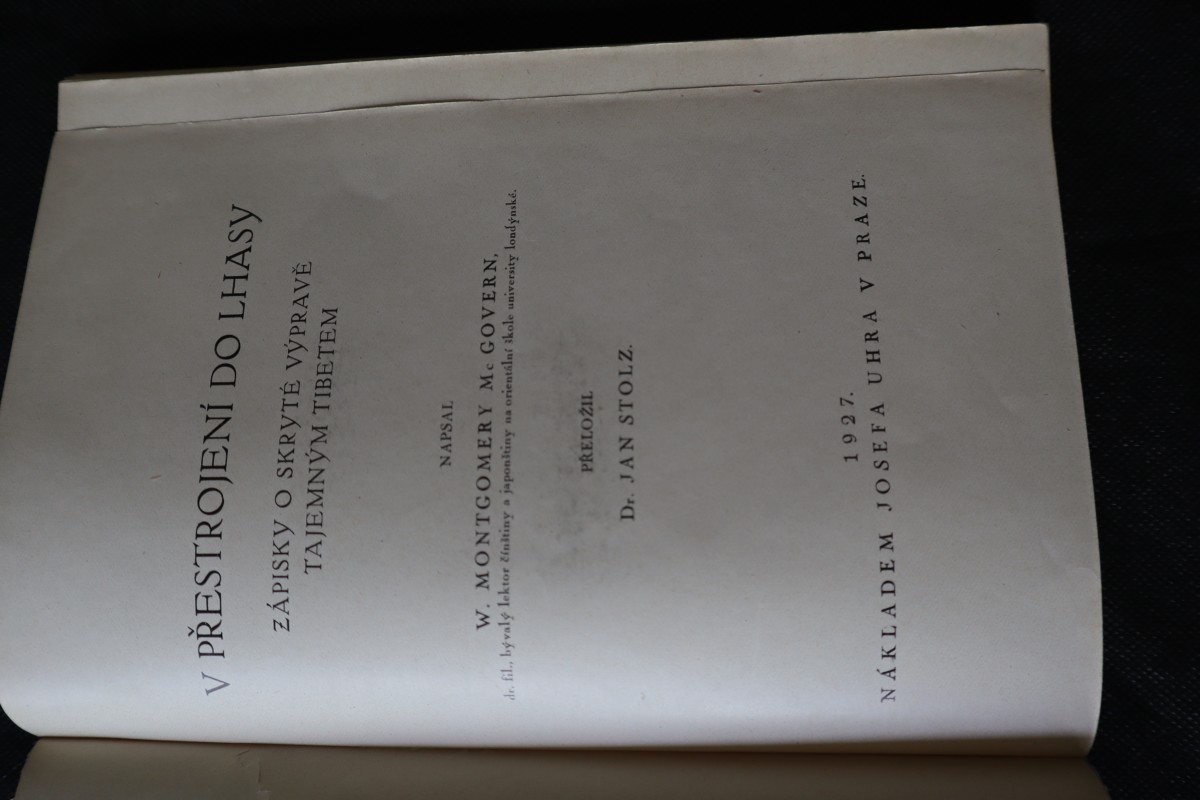 V PŘESTROJENÍ DO LHASY
ZÁPISKY O SKRYTÉ VÝPRAVĚ
TAJEMNÝM TIBETEM
NAPSAL
W. MONTGOMERY Mc GOVERN,
dr. fil., bývalý lektor čínštiny a japonštiny na orientální škole university londýnské.
PŘELOŽIL
Dr. JAN STOLZ.
1927.
NÁKLADEM JOSEFA UHRA V PRAZE.